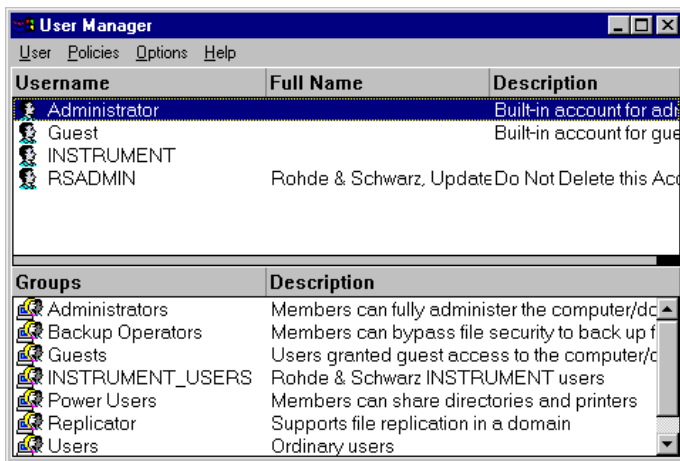 User Manager
User Policies Options Help
Username Full Name Description
Administrator Built-in account for adr
Guest Built-in account for gue
INSTRUMENT
RSADMIN Rohde & Schwarz, Update Do Not Delete this Acc
Groups Description
Administrators Members can fully administer the computer/do
Backup Operators Members can bypass file security to back up f
Guests Users granted guest access to the computer/c
INSTRUMENT_USERS Rohde & Schwarz INSTRUMENT users
Power Users Members can share directories and printers
Replicator Supports file replication in a domain
Users Ordinary users